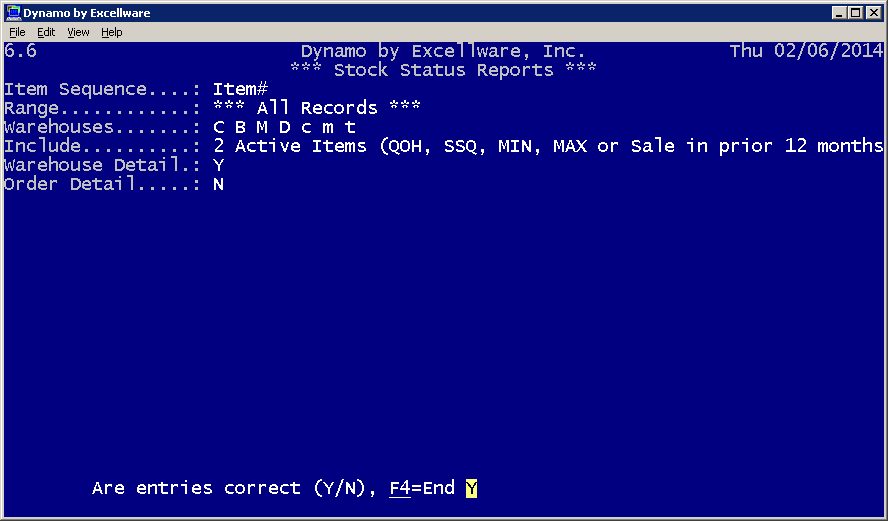 Dynamo by Excellware
File Edit View Help
6.6 Dynamo by Excellware, Inc. Thu 02/06/2014
*** Stock Status Reports ***
Item Sequence....: Item#
Range............: *** All Records ***
Warehouses.......: C B M D c m t
Include..........: 2 Active Items (QOH, SSQ, MIN, MAX or Sale in prior 12 months
Warehouse Detail.: Y
Order Detail.....: N
Are entries correct (Y/N), F4=End Y